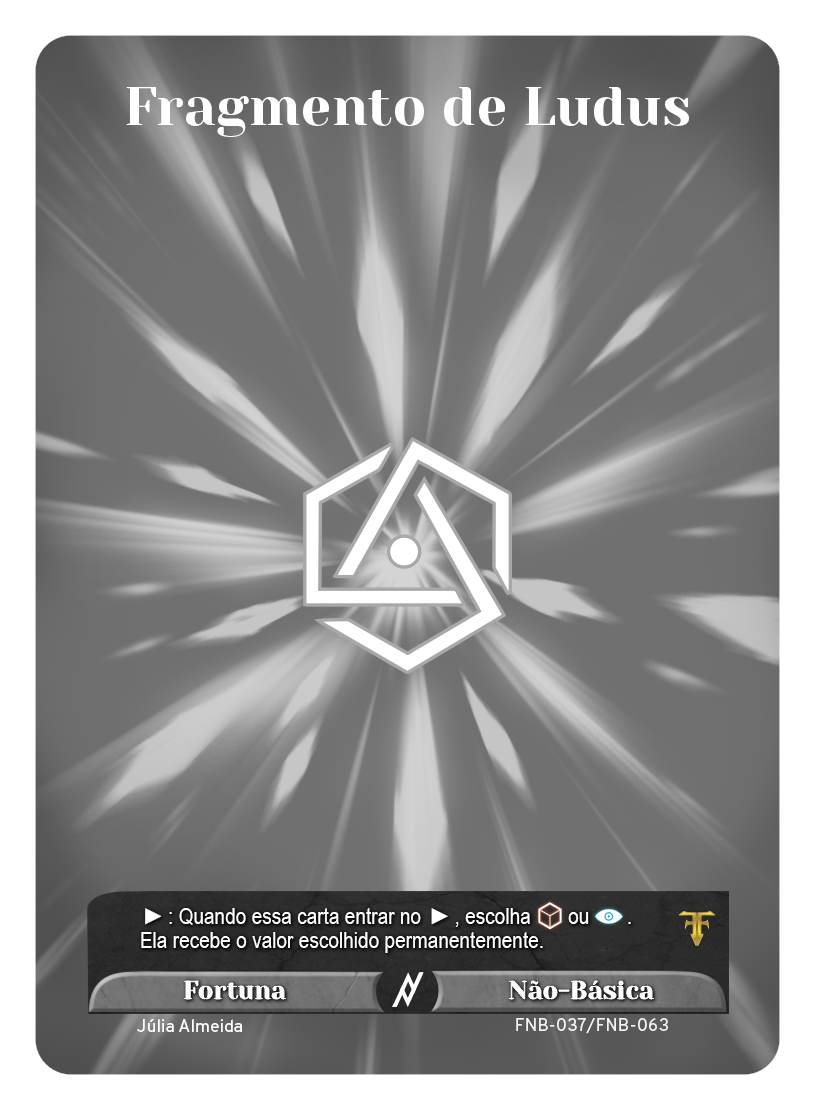 Fragmento de Ludus
▶ : Quando essa carta entrar no ▶ , escolha ou .
Ela recebe o valor escolhido permanentemente.
Fortuna Não-Básica
Júlia Almeida FNB-037/FNB-063